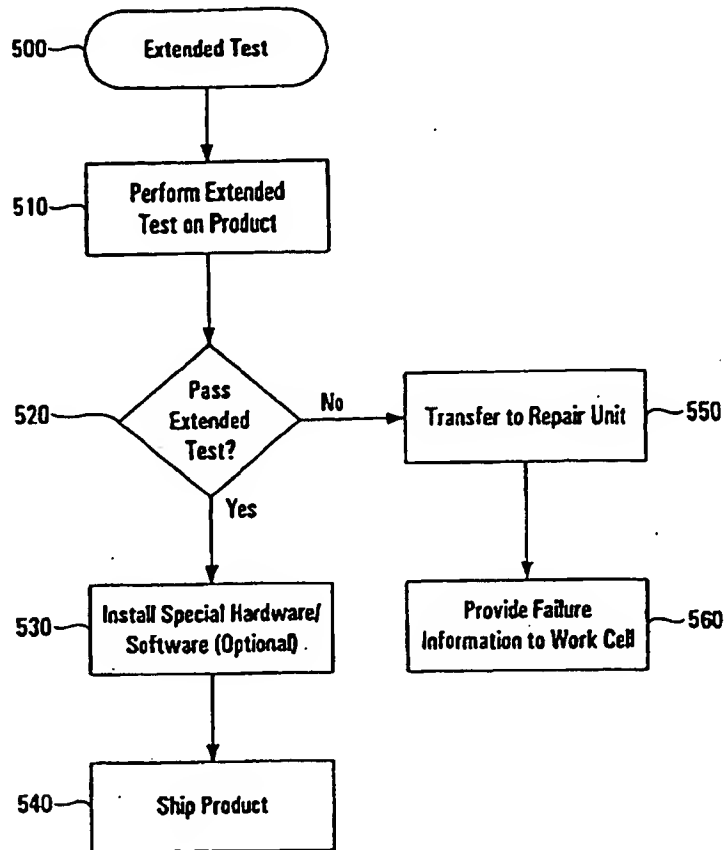 500
Extended Test
510
Perform Extended
Test on Product
520
Pass
Extended
Test?
No
Transfer to Repair Unit
550
Yes
530
Install Special Hardware/
Software (Optional)
Provide Failure
Information to Work Cell
560
540
Ship Product